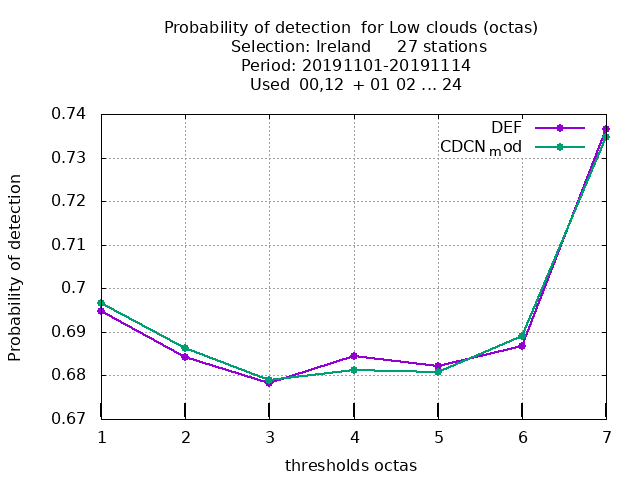 Probability of detection for Low clouds (octas)
Selection: Ireland 27 stations
Period: 20191101-20191114
Used 00,12 + 01 02 ... 24
DEF
CDCNmod
0.74
0.73
0.72
0.71
0.7
0.69
0.68
0.67
Probability of detection
1 2 3 4 5 6 7
thresholds octas